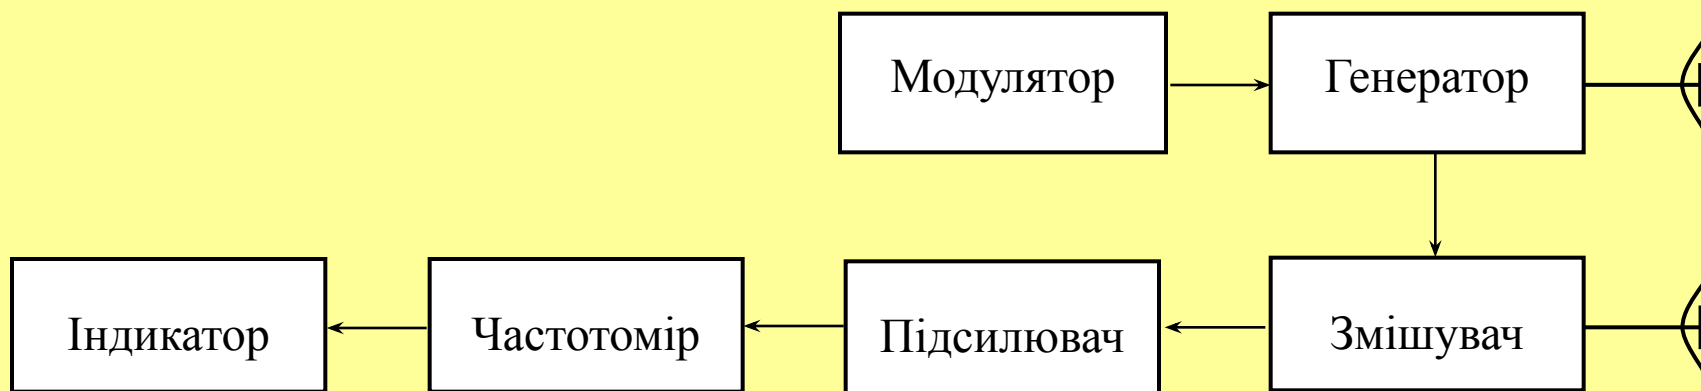 Модулятор
Генератор
Індикатор
Частотомір
Підсилювач
Змішувач